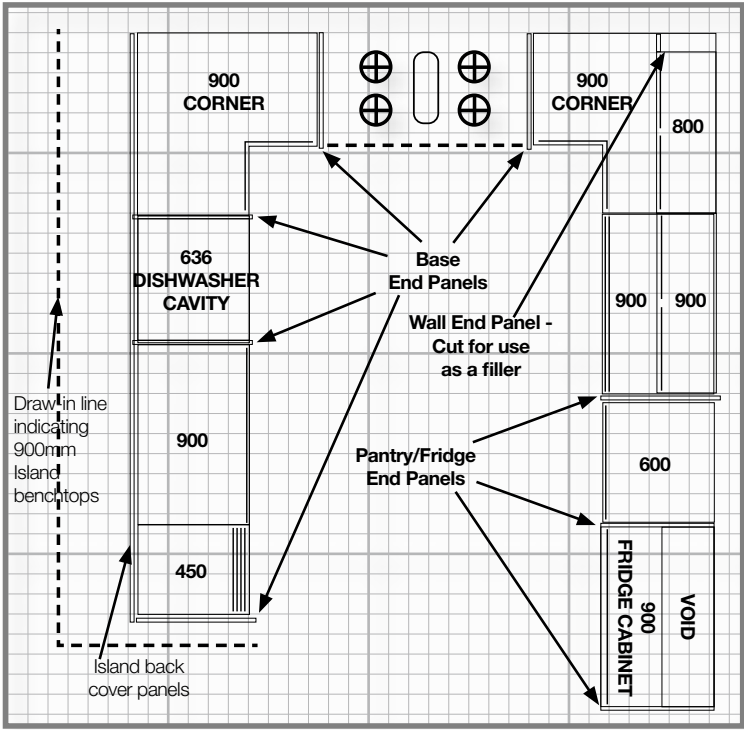 900
CORNER
900
CORNER
800
636
DISHWASHER
CAVITY
Base
End Panels
900
900
Wall End Panel -
Cut for use
as a filler
Draw in line
indicating
900mm
Island
benchtops
900
Pantry/Fridge
End Panels
600
450
FRIDGE CABINET
900
VOID
Island back
cover panels